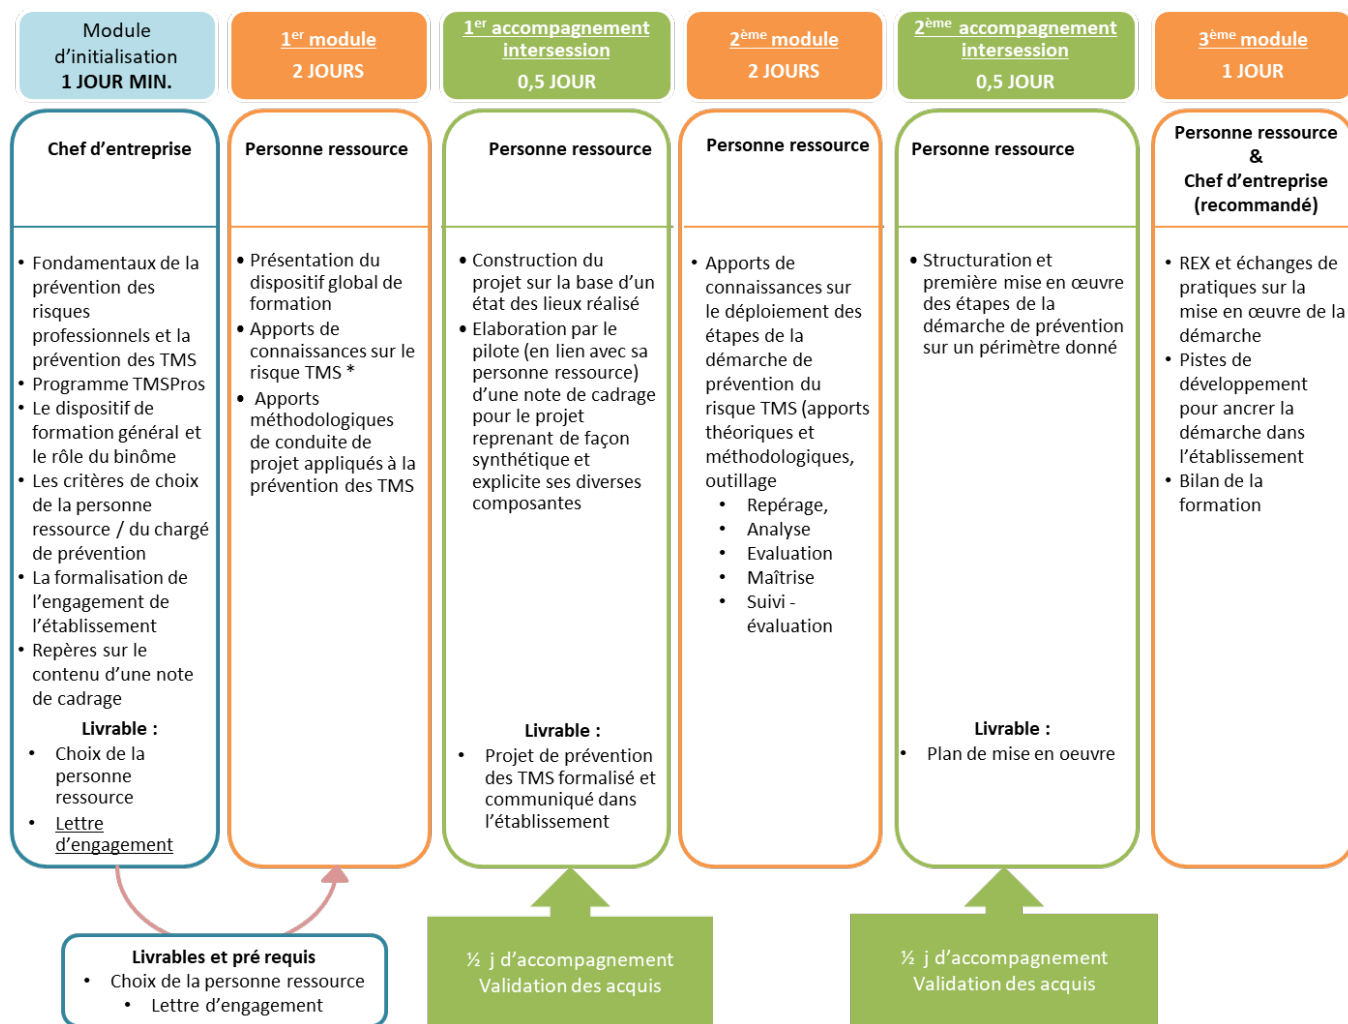 Module
d’initialisation
1 JOUR MIN.
1er module
2 JOURS
1er accompagnement
intersession
0,5 JOUR
2ème module
2 JOURS
2ème accompagnement
intersession
0,5 JOUR
3ème module
1 JOUR
Chef d’entreprise
• Fondamentaux de la
prévention des
risques
professionnels et la
prévention des TMS
• Programme TMSPros
• Le dispositif de
formation général et
le rôle du binôme
• Les critères de choix
de la personne
ressource / du chargé
de prévention
• La formalisation de
l’engagement de
l’établissement
• Repères sur le
contenu d’une note
de cadrage
Livrable :
• Choix de la
personne
ressource
• Lettre
d’engagement
Personne ressource
• Présentation du
dispositif global de
formation
• Apports de
connaissances sur le
risque TMS *
• Apports
méthodologiques
de conduite de
projet appliqués à la
prévention des TMS
Personne ressource
• Construction du
projet sur la base d’un
état des lieux réalisé
• Elaboration par le
pilote (en lien avec sa
personne ressource)
d’une note de cadrage
pour le projet
reprenant de façon
synthétique et
explicite ses diverses
composantes
Livrable :
• Projet de prévention
des TMS formalisé et
communiqué dans
l’établissement
Personne ressource
• Apports de
connaissances sur
le déploiement des
étapes de la
démarche de
prévention du
risque TMS (apports
théoriques et
méthodologiques,
outillage
• Repérage,
• Analyse
• Evaluation
• Maîtrise
• Suivi -
évaluation
Personne ressource
• Structuration et
première mise en œuvre
des étapes de la
démarche de prévention
sur un périmètre donné
Livrable :
• Plan de mise en oeuvre
Personne ressource
&
Chef d’entreprise
(recommandé)
• REX et échanges de
pratiques sur la
mise en œuvre de la
démarche
• Pistes de
développement
pour ancrer la
démarche dans
l’établissement
• Bilan de la
formation
Livrables et pré requis
• Choix de la personne ressource
• Lettre d’engagement
½ j d’accompagnement
Validation des acquis
½ j d’accompagnement
Validation des acquis